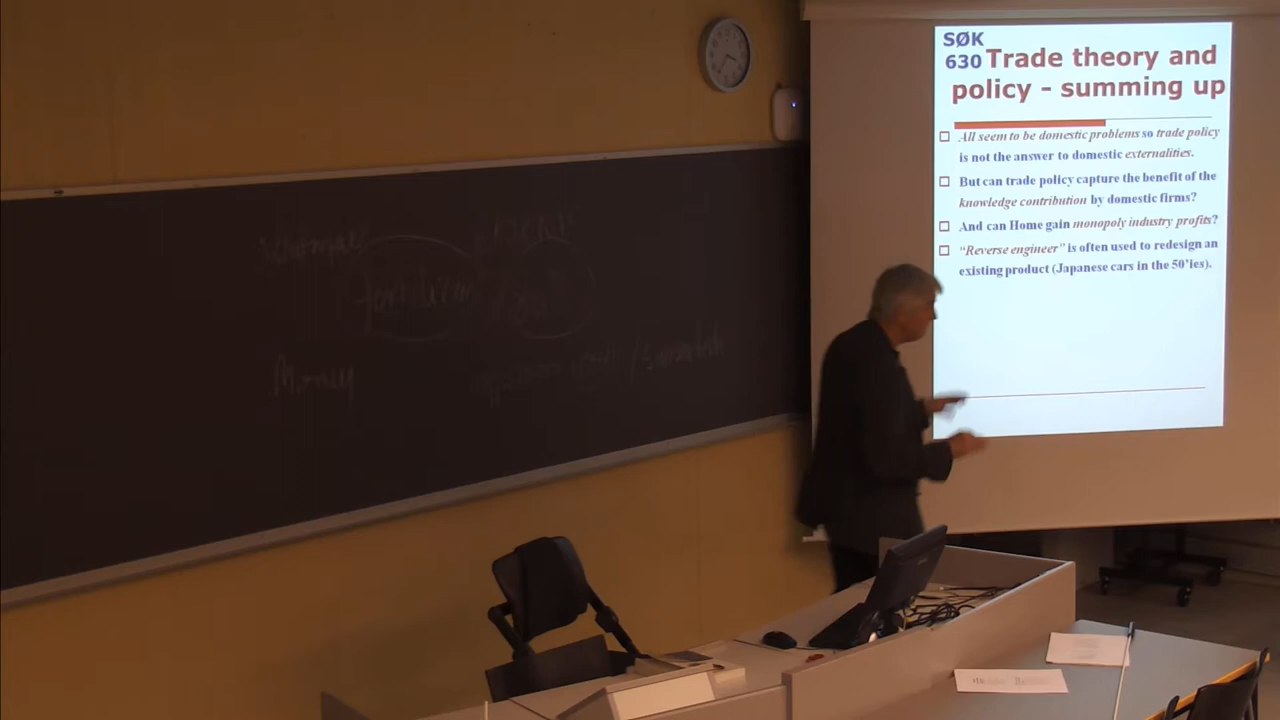 SØK
630 Trade theory and
policy - summing up
All seem to be domestic problems so trade policy
is not the answer to domestic externalities.
But can trade policy capture the benefit of the
knowledge contribution by domestic firms?
And can Home gain monopoly industry profits?
“Reverse engineer” is often used to redesign an
existing product (Japanese cars in the 50'ies).
Money